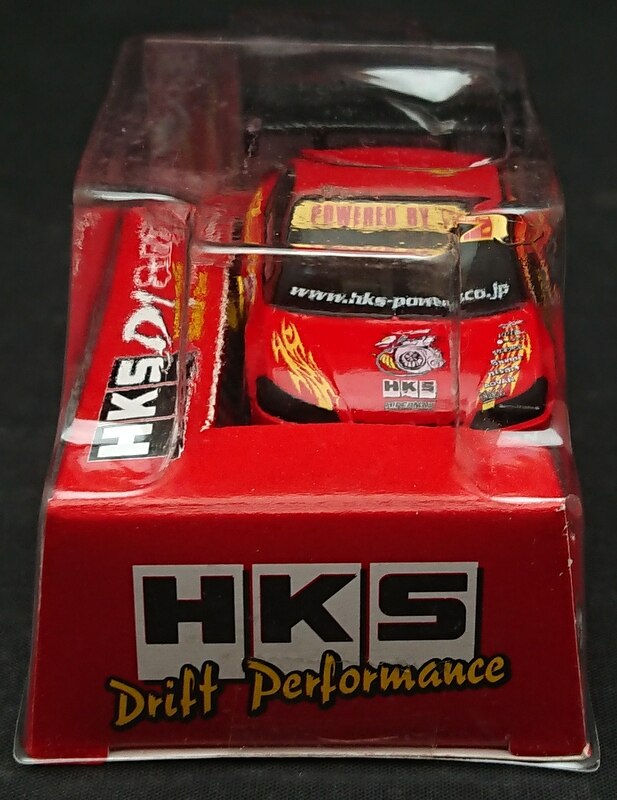 POWERED BY
www.hks-power.co.jp
HKS
HKS
HKS
Drift Performance